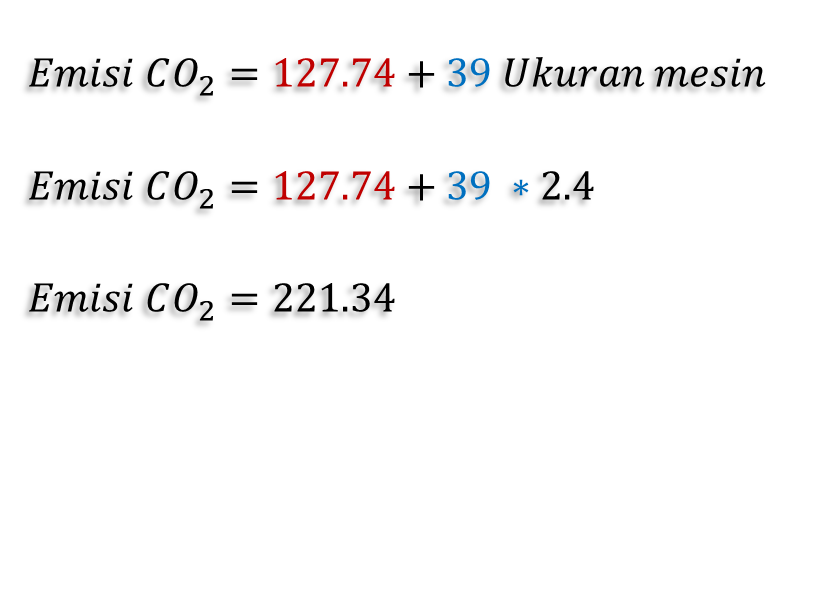 Emisi CO₂ = 127.74 + 39 Ukuran mesin
Emisi CO₂ = 127.74 + 39 * 2.4
Emisi CO₂ = 221.34